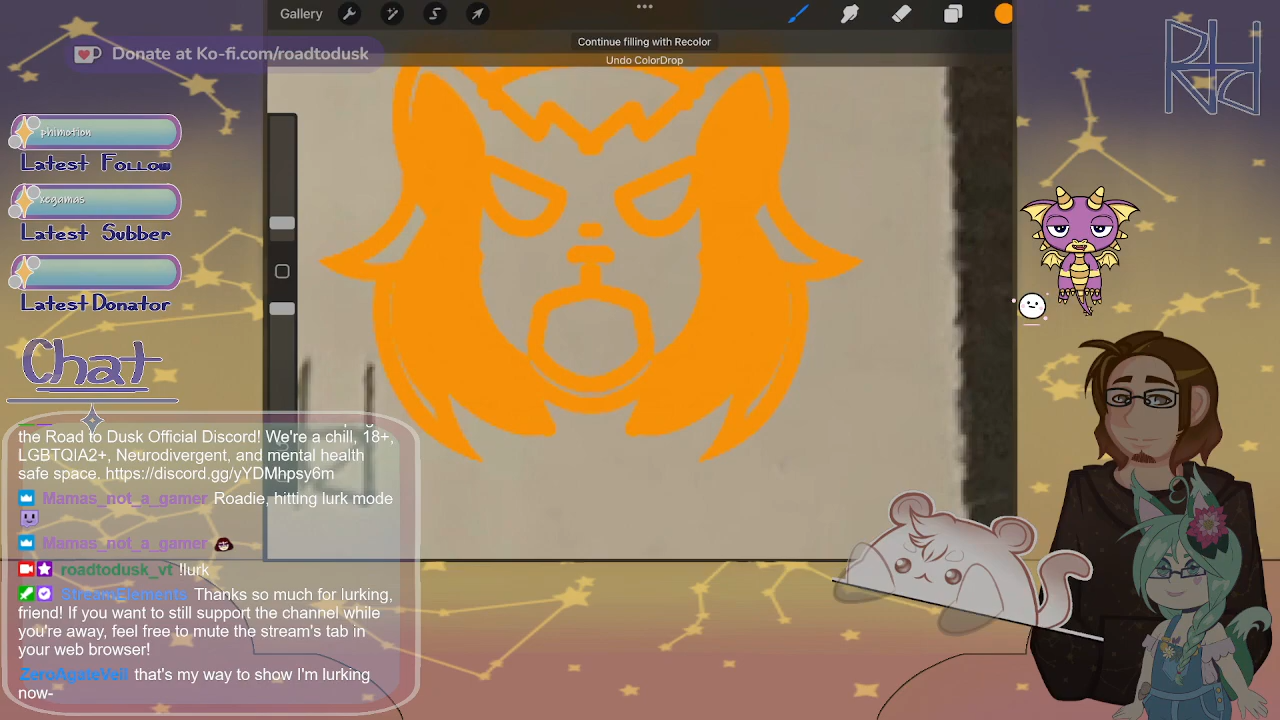 Gallery
Continue filling with Recolor
Undo ColorDrop
Donate at Ko-fi.com/roadtodusk
phimotion
Latest Follow
xcgamas
Latest Subber
Latest Donator
Chat
the Road to Dusk Official Discord! We're a chill, 18+,
LGBTQIA2+, Neurodivergent, and mental health
safe space. https://discord.gg/yYDMhpsy6m
Mamas_not_a_gamer Roadie, hitting lurk mode
Mamas_not_a_gamer
roadtodusk_vt !lurk
StreamElements Thanks so much for lurking,
friend! If you want to still support the channel while
you're away, feel free to mute the stream's tab in
your web browser!
ZeroAgateVeil that's my way to show I'm lurking
now-